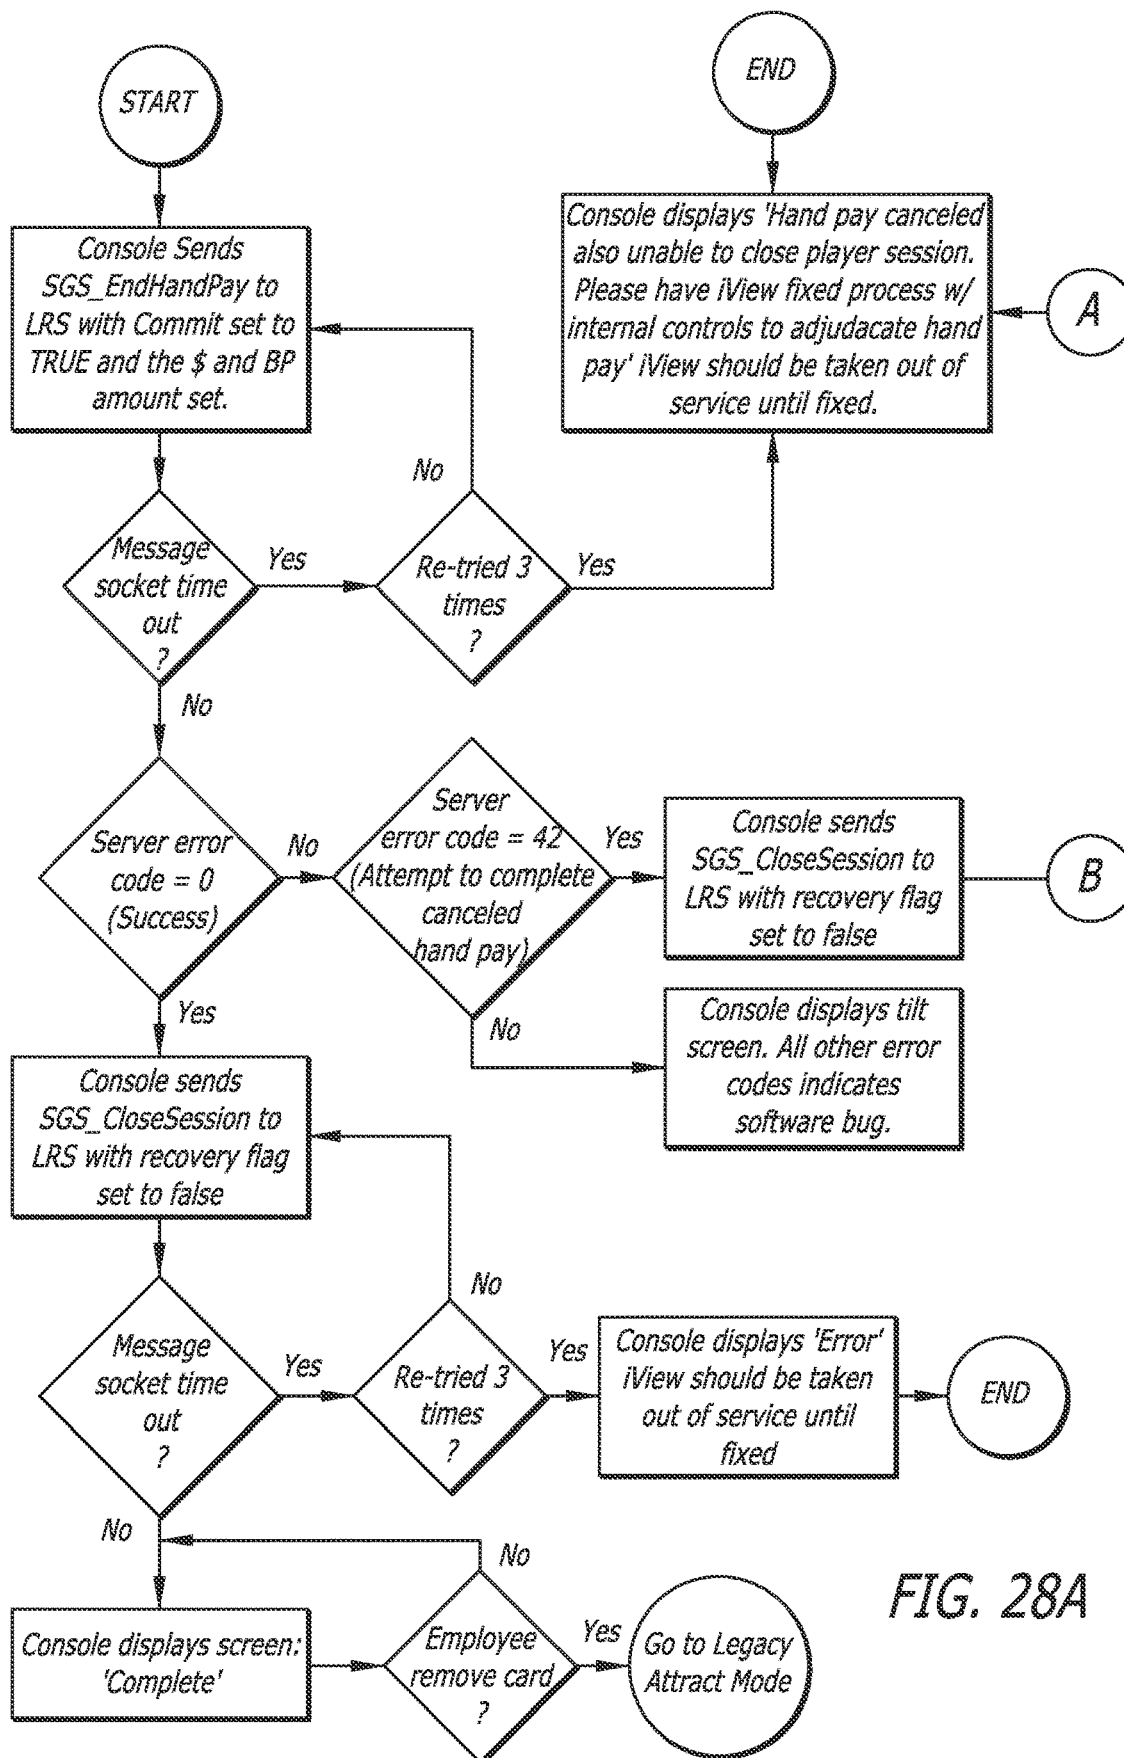 START
END
Console Sends
SGS_EndHandPay to
LRS with Commit set to
TRUE and the $ and BP
amount set.
Console displays 'Hand pay canceled
also unable to close player session.
Please have iView fixed process w/
internal controls to adjudacate hand
pay' iView should be taken out of
service until fixed.
A
No
Message
socket time
out
?
Yes
Re-tried 3
times
?
Yes
No
Server error
code = 0
(Success)
No
Server
error code = 42
(Attempt to complete
canceled
hand pay)
Yes
Console sends
SGS_CloseSession to
LRS with recovery flag
set to false
B
Yes
No
Console displays tilt
screen. All other error
codes indicates
software bug.
Console sends
SGS_CloseSession to
LRS with recovery flag
set to false
No
Message
socket time
out
?
Yes
Re-tried 3
times
?
Yes
Console displays 'Error'
iView should be taken
out of service until
fixed
END
No
No
Console displays screen:
'Complete'
Employee
remove card
?
Yes
Go to Legacy
Attract Mode
FIG. 28A